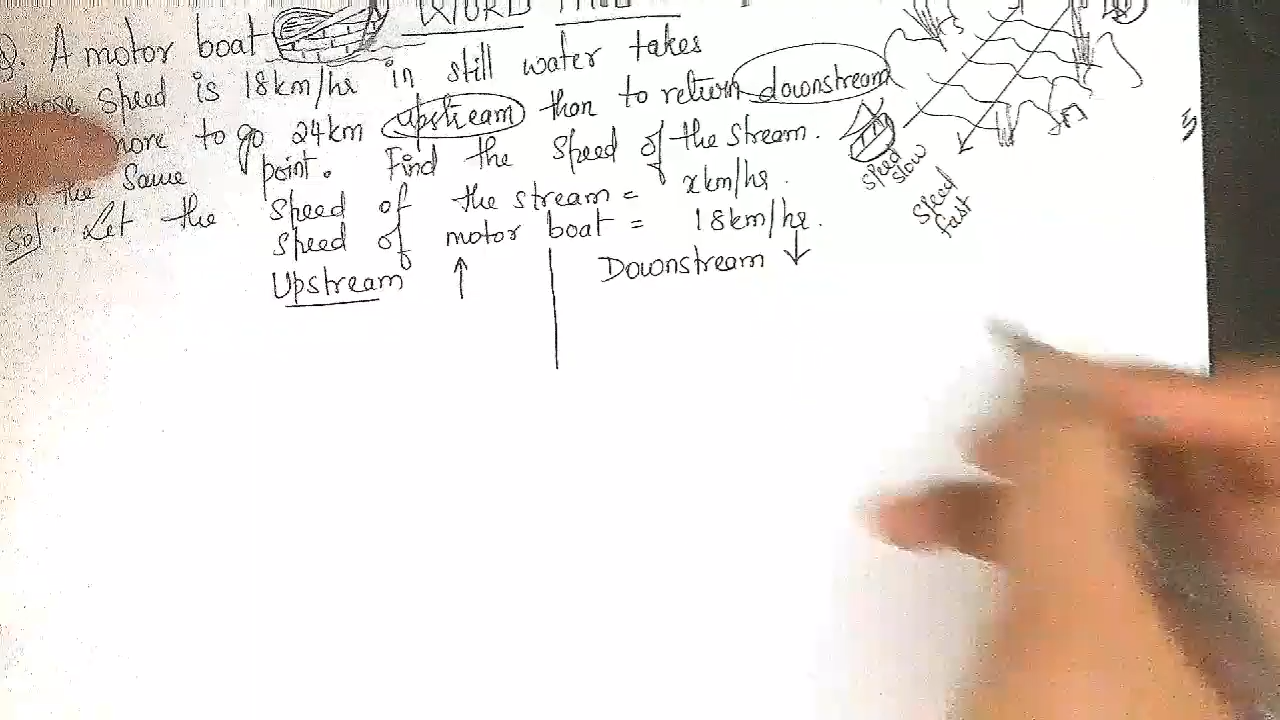 WORD
Q. A motor boat
whose speed is 18km/hr in still water takes
more to go 24km upstream than to return downstream
to the same point. Find the speed of the stream.
Sol. Let the speed of the stream = x km/hr.
speed of motor boat = 18km/hr.
Upstream ↑ Downstream ↓
speed slow
speed fast
5